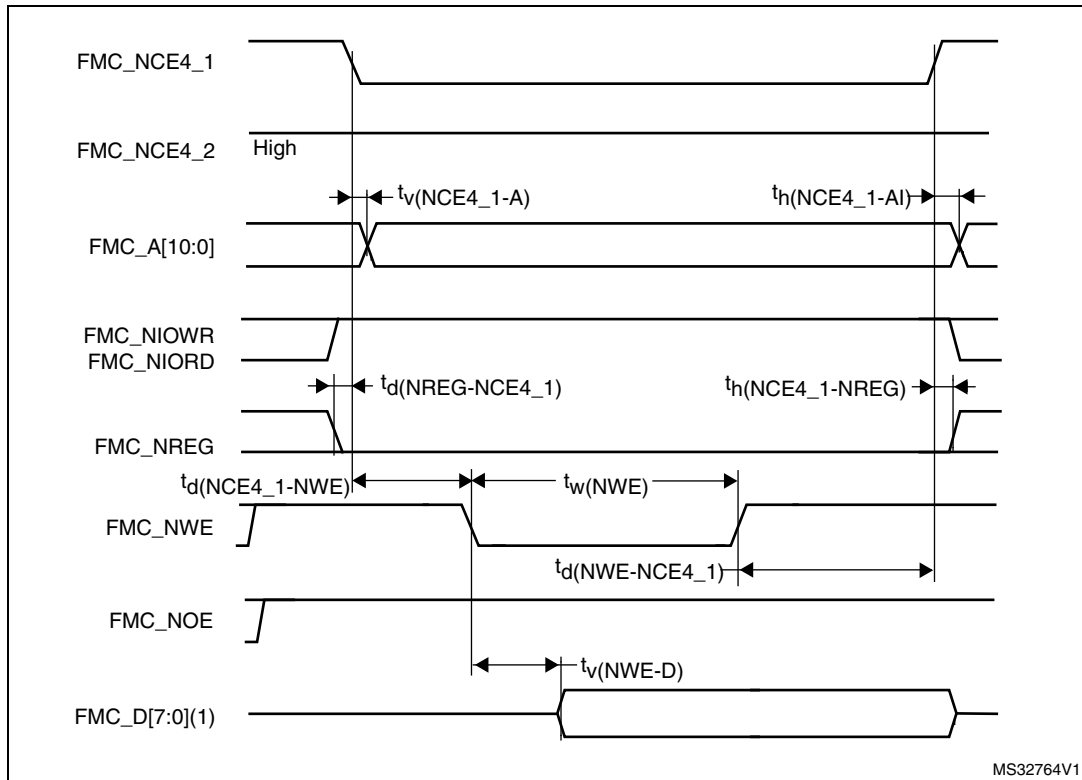 FMC_NCE4_1
FMC_NCE4_2 High
tv(NCE4_1-A) th(NCE4_1-AI)
FMC_A[10:0]
FMC_NIOWR
FMC_NIORD
td(NREG-NCE4_1) th(NCE4_1-NREG)
FMC_NREG
td(NCE4_1-NWE) tw(NWE)
FMC_NWE
td(NWE-NCE4_1)
FMC_NOE
tv(NWE-D)
FMC_D[7:0](1)
MS32764V1